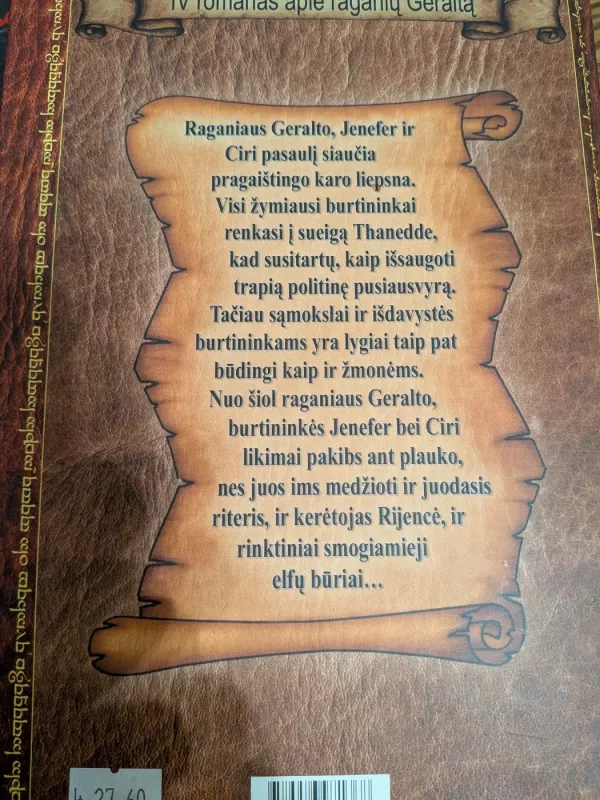 IV romanas apie raganių Geraltą
Raganiaus Geralto, Jenefer ir
Ciri pasaulį siaučia
pragaištingo karo liepsna.
Visi žymiausi burtininkai
renkasi į sueigą Thanedde,
kad susitartų, kaip išsaugoti
trapią politinę pusiausvyrą.
Tačiau sąmokslai ir išdavystės
burtininkams yra lygiai taip pat
būdingi kaip ir žmonėms.
Nuo šiol raganiaus Geralto,
burtininkės Jenefer bei Ciri
likimai pakibs ant plauko,
nes juos ims medžioti ir juodasis
riteris, ir kerėtojas Rijencė, ir
rinktiniai smogiamieji
elfų būriai...